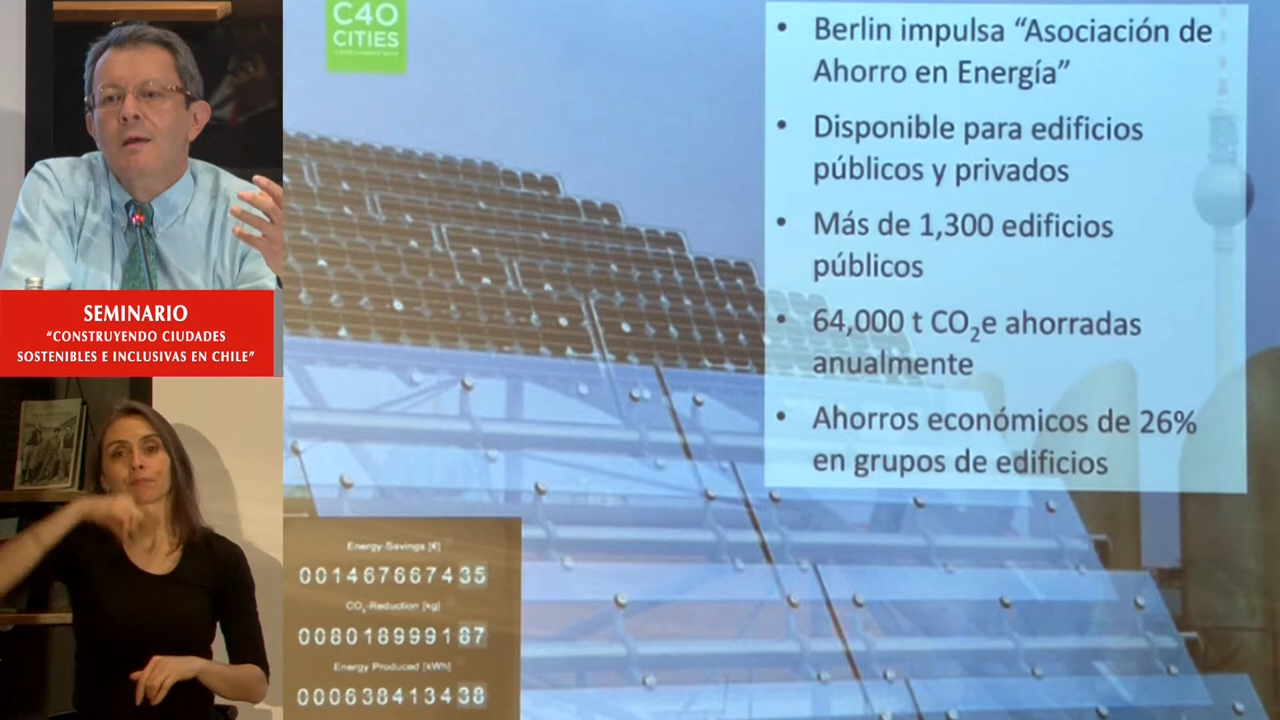 C40
CITIES
SEMINARIO
“CONSTRUYENDO CIUDADES
SOSTENIBLES E INCLUSIVAS EN CHILE”
• Berlin impulsa “Asociación de
Ahorro en Energía”
• Disponible para edificios
públicos y privados
• Más de 1,300 edificios
públicos
• 64,000 t CO₂e ahorradas
anualmente
• Ahorros económicos de 26%
en grupos de edificios
Energy-Savings [€]
00146766743 5
CO₂-Reduction [kg]
008018999187
Energy Produced [kWh]
000638413438